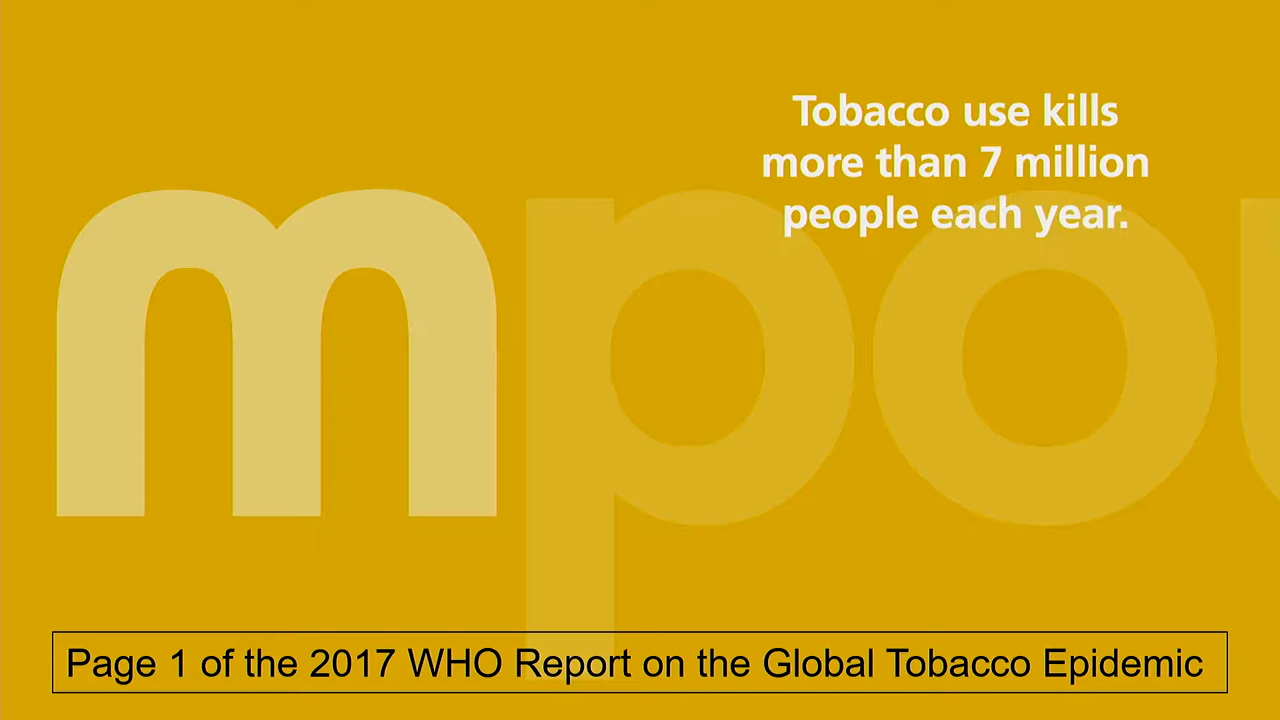 Tobacco use kills
more than 7 million
people each year.
mpou
Page 1 of the 2017 WHO Report on the Global Tobacco Epidemic